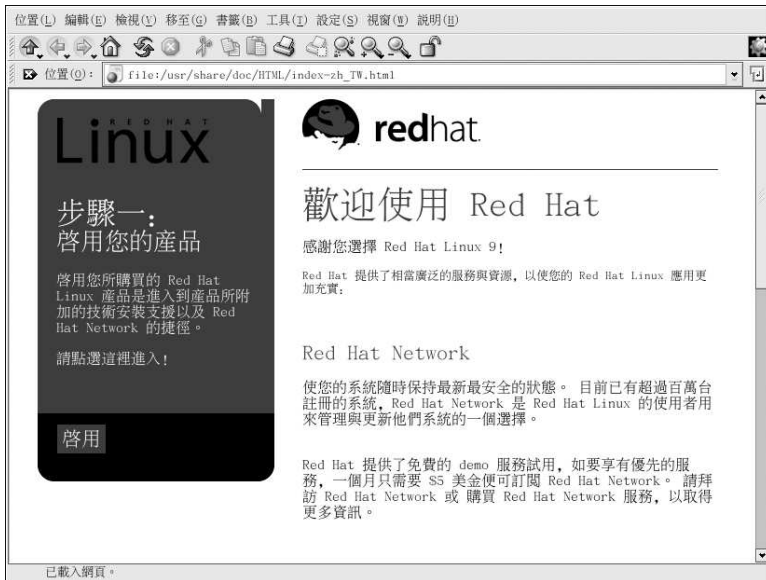 位置(L) 編輯(E) 檢視(V) 移至(G) 書籤(B) 工具(I) 設定(S) 視窗(W) 說明(H)
位置(O): file:/usr/share/doc/HTML/index-zh_TW.html
RED HAT
Linux
步驟一:
啓用您的産品
啓用您所購買的 Red Hat
Linux 産品是進入到産品所附
加的技術安裝支援以及 Red
Hat Network 的捷徑。
請點選這裡進入!
啓用
redhat.
歡迎使用 Red Hat
感謝您選擇 Red Hat Linux 9!
Red Hat 提供了相當廣泛的服務與資源, 以使您的 Red Hat Linux 應用更
加充實:
Red Hat Network
使您的系統隨時保持最新最安全的狀態。 目前已有超過百萬台
註冊的系統, Red Hat Network 是 Red Hat Linux 的使用者用
來管理與更新他們系統的一個選擇。
Red Hat 提供了免費的 demo 服務試用, 如要享有優先的服
務, 一個月只需要 $5 美金便可訂閱 Red Hat Network。 請拜
訪 Red Hat Network 或 購買 Red Hat Network 服務, 以取得
更多資訊。
已載入網頁。